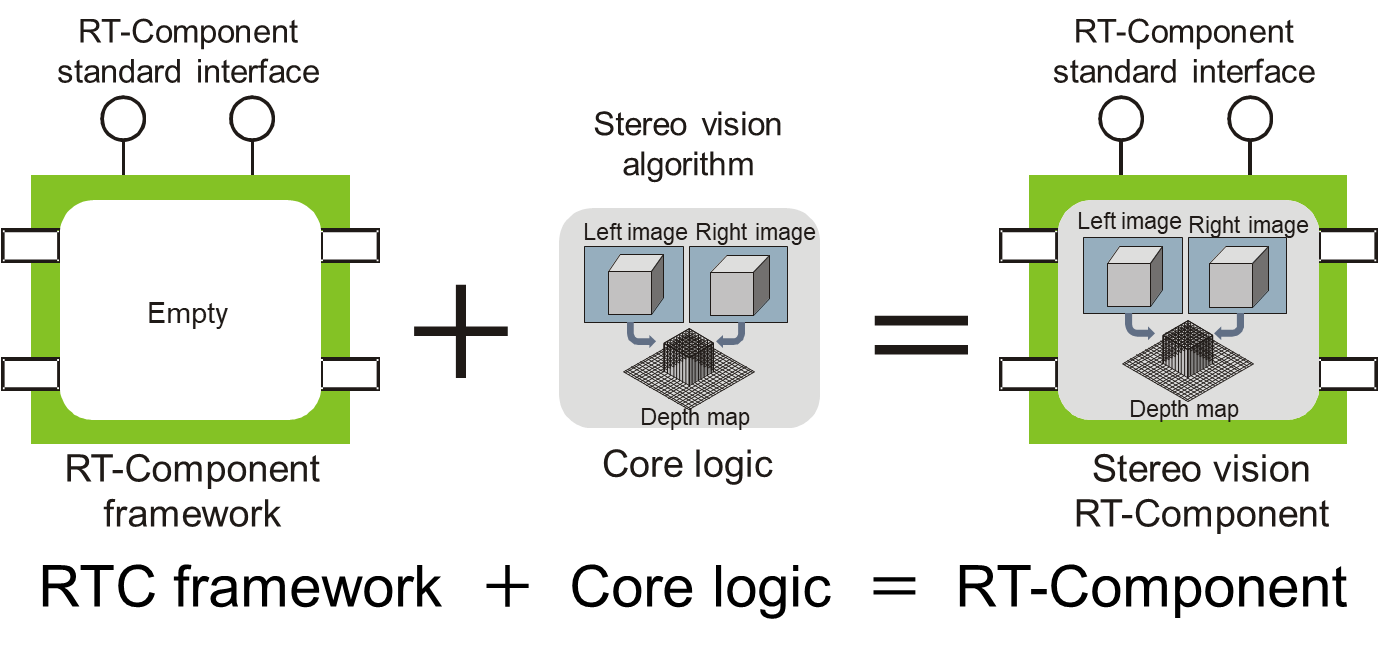 RT-Component
standard interface
Empty
RT-Component
framework
+
Stereo vision
algorithm
Left image Right image
Depth map
Core logic
=
RT-Component
standard interface
Left image Right image
Depth map
Stereo vision
RT-Component
RTC framework + Core logic = RT-Component